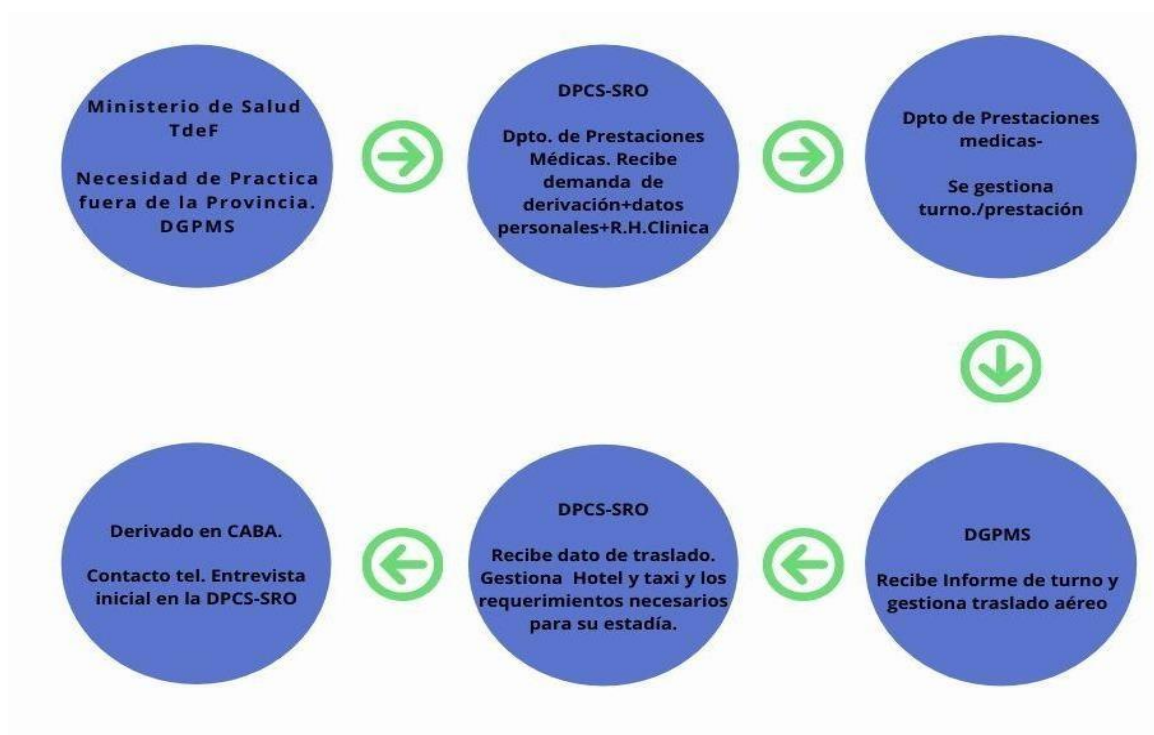 Ministerio de Salud
TdeF
Necesidad de Practica
fuera de la Provincia.
DGPMS
DPCS-SRO
Dpto. de Prestaciones
Médicas. Recibe
demanda de
derivación+datos
personales+R.H.Clinica
Dpto de Prestaciones
medicas-
Se gestiona
turno./prestación
DGPMS
Recibe Informe de turno y
gestiona traslado aéreo
DPCS-SRO
Recibe dato de traslado.
Gestiona Hotel y taxi y los
requerimientos necesarios
para su estadía.
Derivado en CABA.
Contacto tel. Entrevista
inicial en la DPCS-SRO